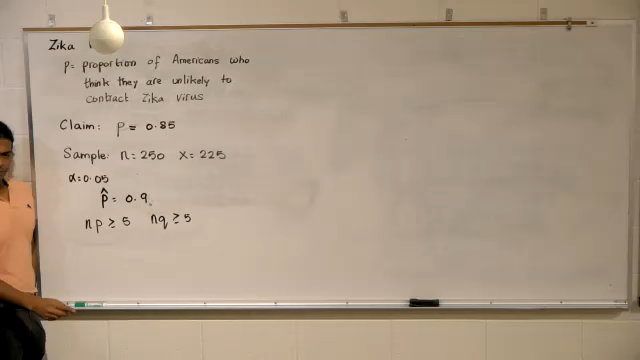 Zika
p = proportion of Americans who
think they are unlikely to
contract Zika virus
Claim: p = 0.85
Sample: n = 250 x = 225
α = 0.05
p̂ = 0.9
np ≥ 5 nq ≥ 5